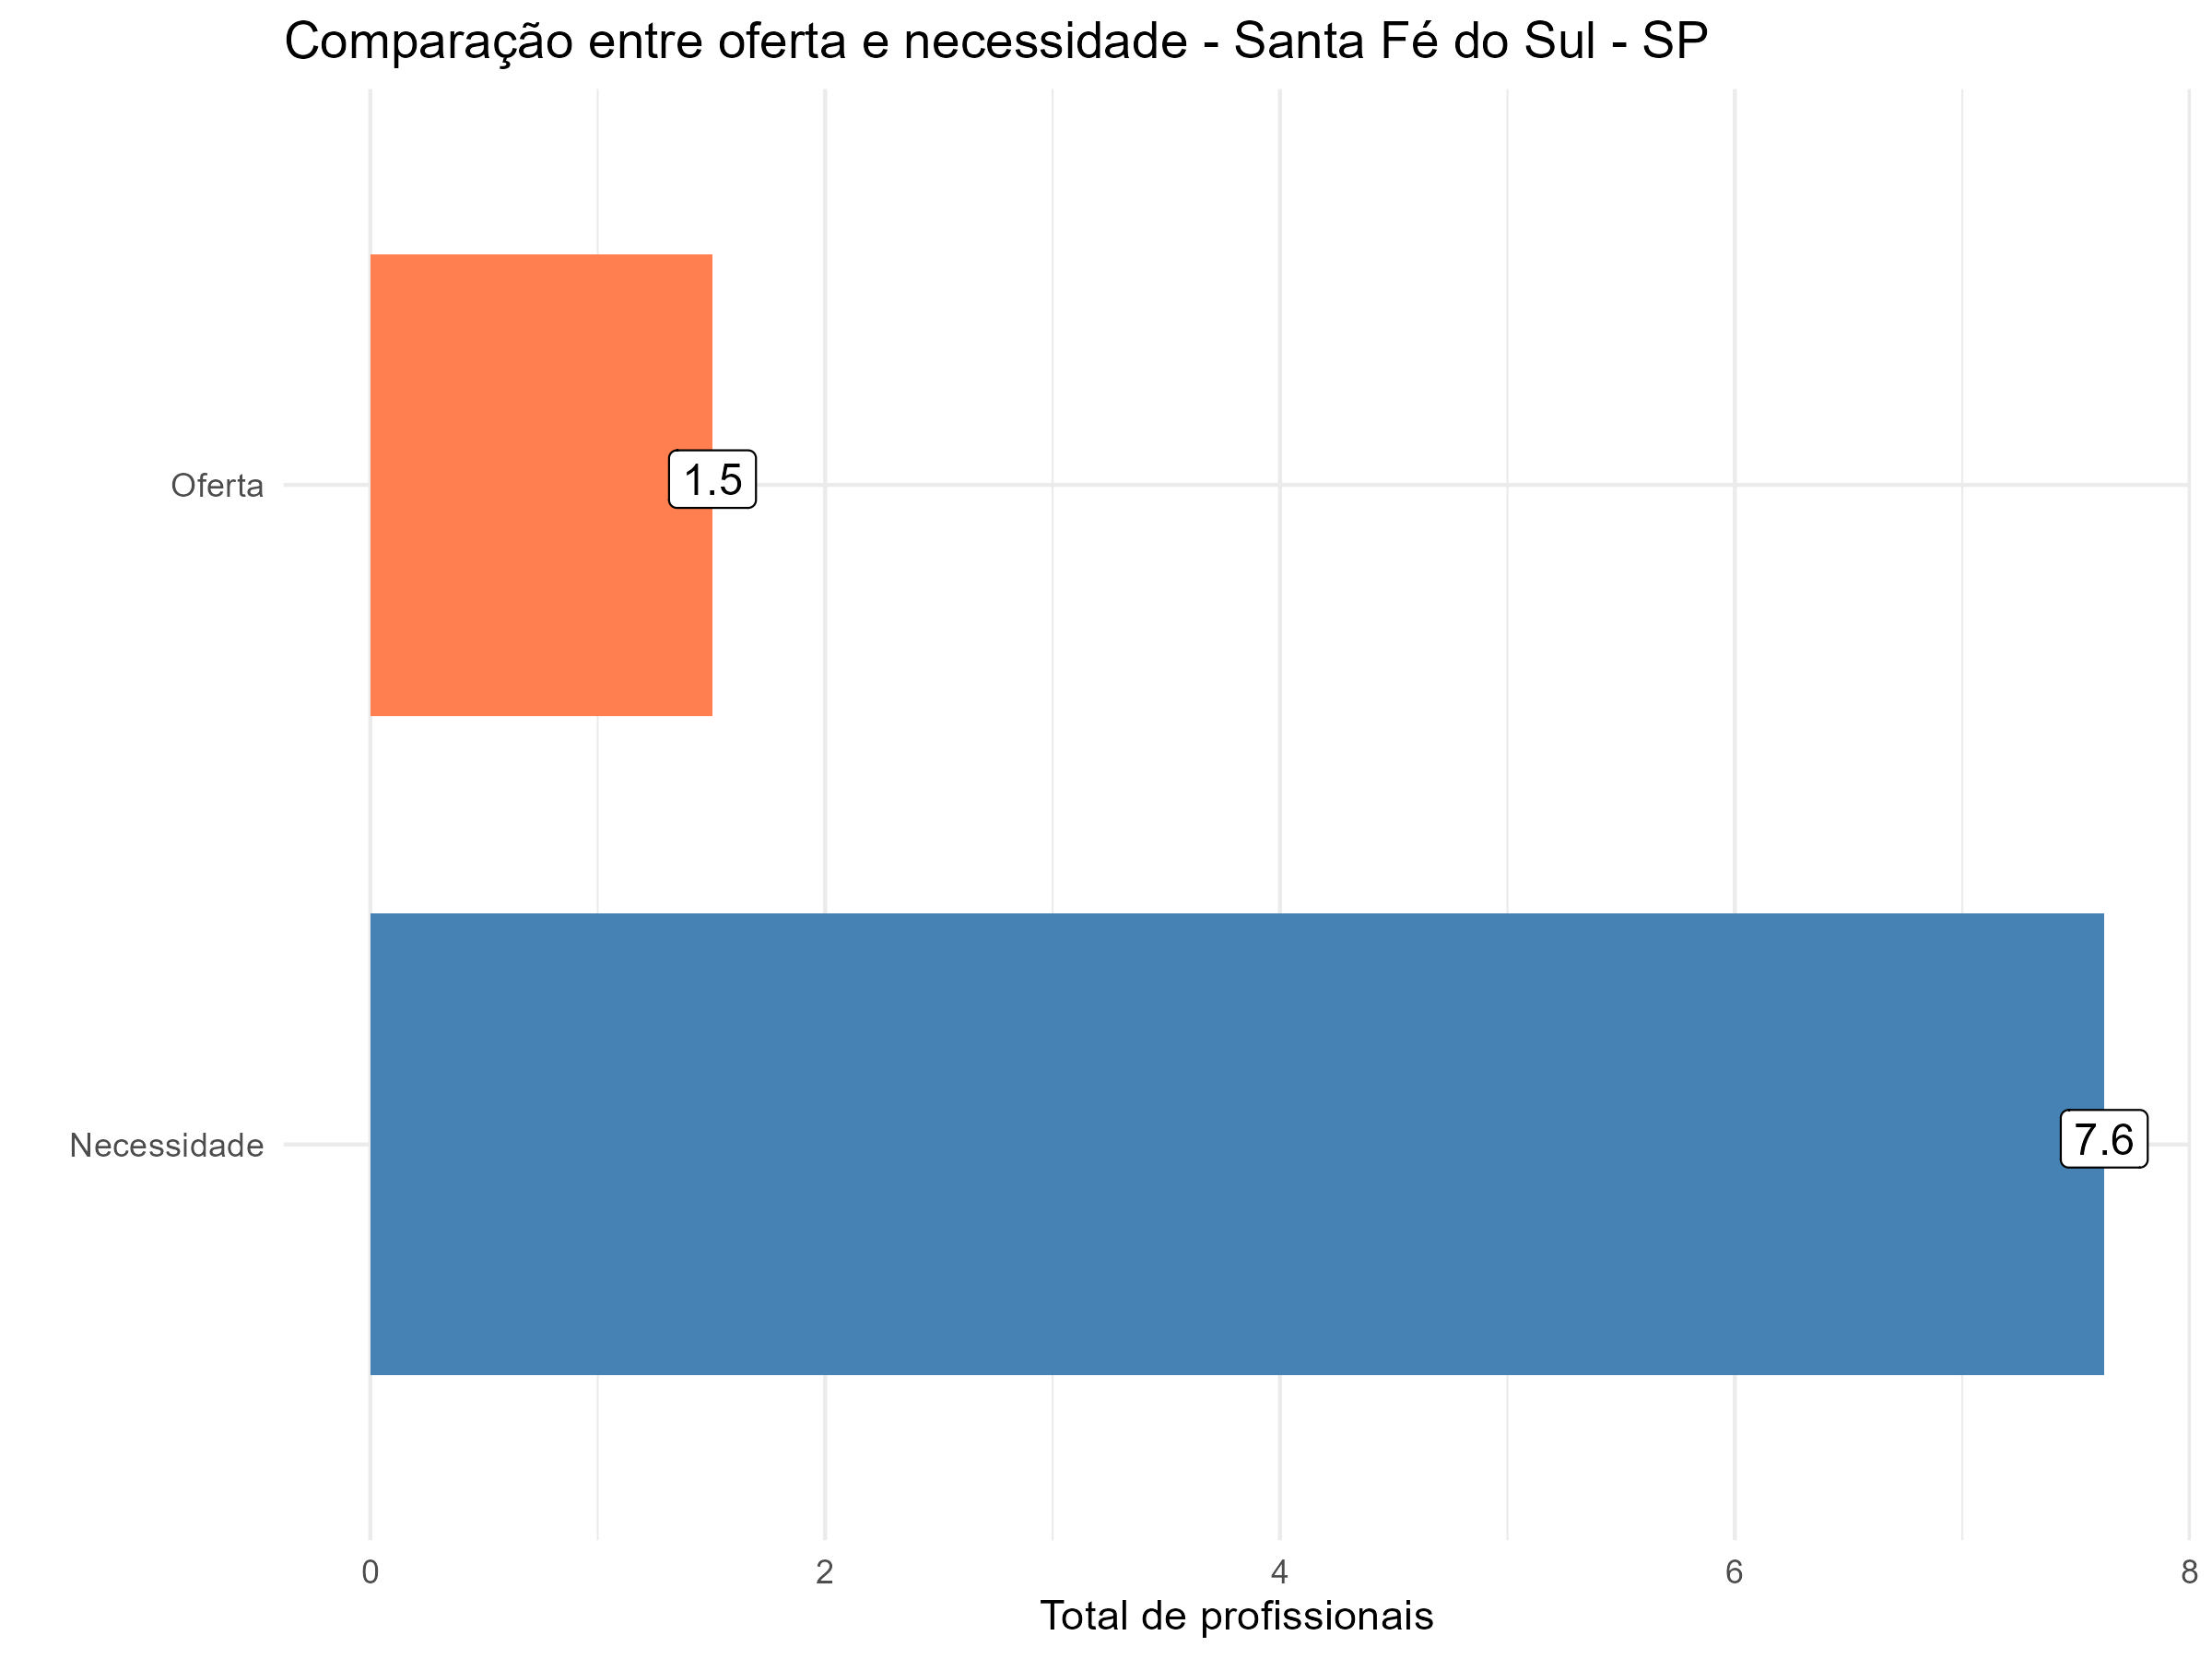 Comparação entre oferta e necessidade - Santa Fé do Sul - SP
Oferta
1.5
Necessidade
7.6
0 2 4 6 8
Total de profissionais